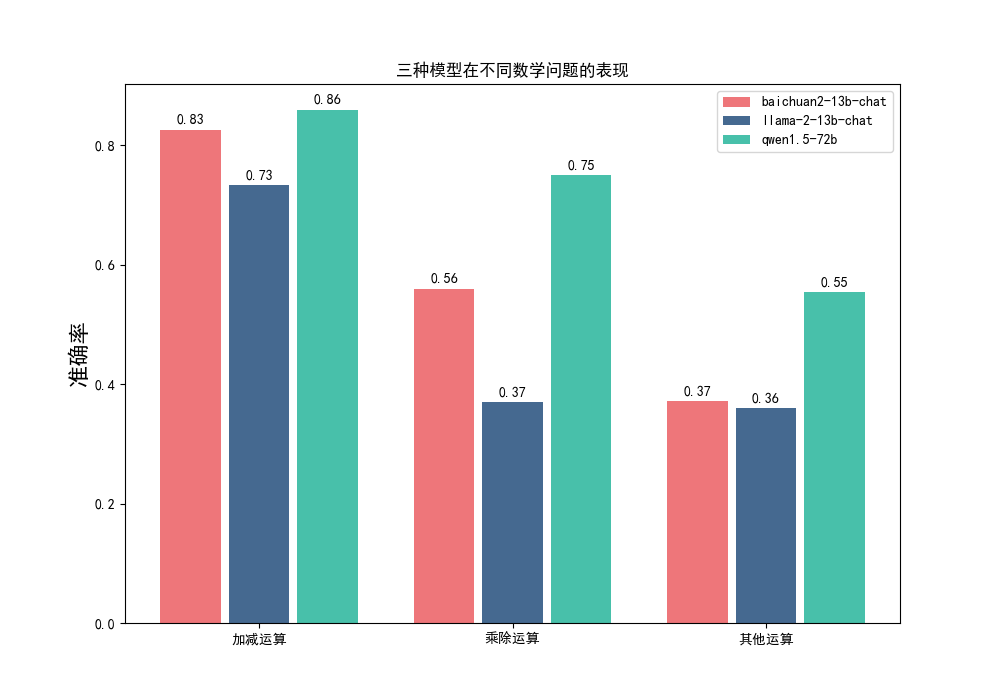 三种模型在不同数学问题的表现
baichuan2-13b-chat
llama-2-13b-chat
qwen1.5-72b
准确率
0.8
0.6
0.4
0.2
0.0
0.83
0.73
0.86
0.56
0.37
0.75
0.37
0.36
0.55
加减运算
乘除运算
其他运算